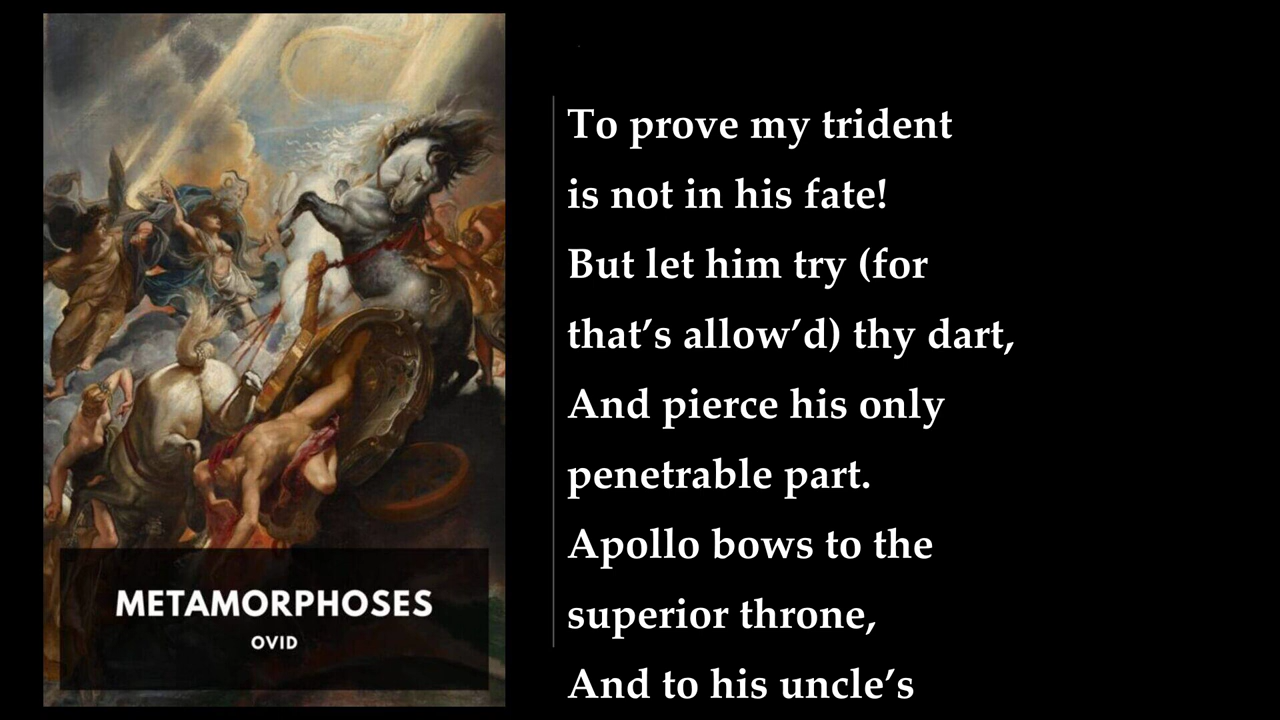 METAMORPHOSES
OVID
To prove my trident
is not in his fate!
But let him try (for
that’s allow’d) thy dart,
And pierce his only
penetrable part.
Apollo bows to the
superior throne,
And to his uncle’s